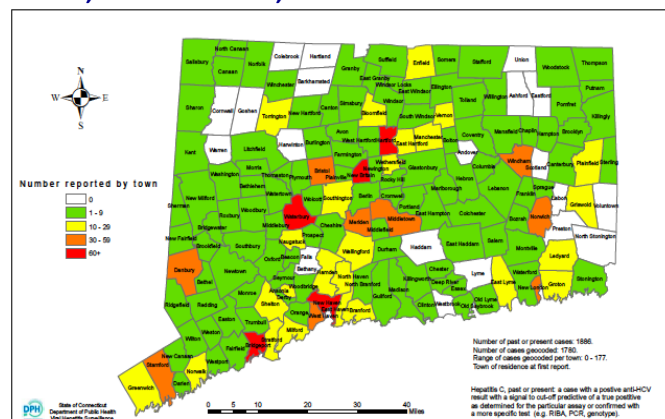 North Canaan
Colebrook
Hartland
Salisbury
Canaan
Norfolk
Suffield
Enfield
Somers
Stafford
Union
Woodstock
Thompson
Granby
East Granby
Windsor Locks
East Windsor
Ellington
Winchester
Barkhamsted
Putnam
Sharon
Cornwall
Goshen
Torrington
New Hartford
Canton
Simsbury
Bloomfield
Windsor
South Windsor
Vernon
Tolland
Willington
Ashford
Eastford
Pomfret
Killingly
N
W
E
S
Kent
Warren
Litchfield
Harwinton
Burlington
Avon
West Hartford
East Hartford
Manchester
Bolton
Coventry
Mansfield
Chaplin
Hampton
Brooklyn
Farmington
Andover
Washington
Morris
Thomaston
Plymouth
Bristol
Plainville
New Britain
Newington
Wethersfield
Rocky Hill
Glastonbury
Hebron
Columbia
Windham
Scotland
Canterbury
Plainfield
Sterling
Number reported by town
0
1 - 9
10 - 29
30 - 59
60+
Sherman
New Milford
Bethlehem
Watertown
Wolcott
Southington
Berlin
Cromwell
Portland
Marlborough
Lebanon
Franklin
Sprague
Lisbon
Griswold
Voluntown
Roxbury
Woodbury
Waterbury
Bridgewater
Middlebury
Cheshire
Meriden
Middletown
Middlefield
East Hampton
Colchester
Bozrah
Norwich
Preston
North Stonington
New Fairfield
Brookfield
Southbury
Naugatuck
Prospect
Wallingford
Durham
Haddam
East Haddam
Salem
Montville
Ledyard
Danbury
Bethel
Newtown
Oxford
Beacon Falls
Bethany
Hamden
North Haven
Seymour
Woodbridge
Ansonia
Derby
North Branford
Guilford
Madison
Killingworth
Chester
Deep River
Essex
Lyme
East Lyme
Waterford
New London
Groton
Stonington
Ridgefield
Redding
Monroe
Shelton
Orange
New Haven
West Haven
East Haven
Branford
Clinton
Westbrook
Old Saybrook
Old Lyme
Easton
Trumbull
Milford
Stratford
Wilton
Weston
Fairfield
Bridgeport
Westport
New Canaan
Norwalk
Darien
Stamford
Greenwich
Number of past or present cases: 1886.
Number of cases geocoded: 1780.
Range of cases geocoded per town: 0 - 177.
Town of residence at first report.
Hepatitis C, past or present: a case with a postive anti-HCV
result with a signal to cut-off predictive of a true postitive
as determined for the particular assay or confirmed with
a more specific test (e.g. RIBA, PCR, genotype).
DPH
State of Connecticut
Department of Public Health
Viral Hepatitis Surveillance
0
5
10
20
30
40
Miles